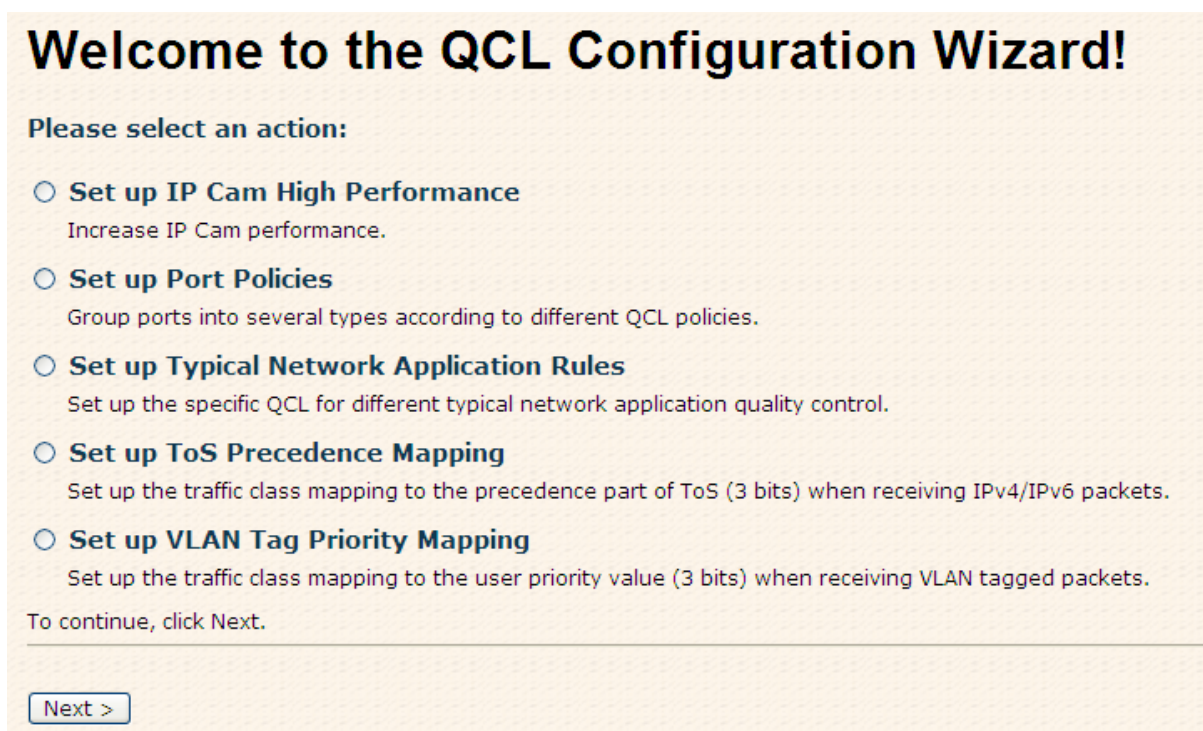 Welcome to the QCL Configuration Wizard!
Please select an action:
Set up IP Cam High Performance
Increase IP Cam performance.
Set up Port Policies
Group ports into several types according to different QCL policies.
Set up Typical Network Application Rules
Set up the specific QCL for different typical network application quality control.
Set up ToS Precedence Mapping
Set up the traffic class mapping to the precedence part of ToS (3 bits) when receiving IPv4/IPv6 packets.
Set up VLAN Tag Priority Mapping
Set up the traffic class mapping to the user priority value (3 bits) when receiving VLAN tagged packets.
To continue, click Next.
Next >